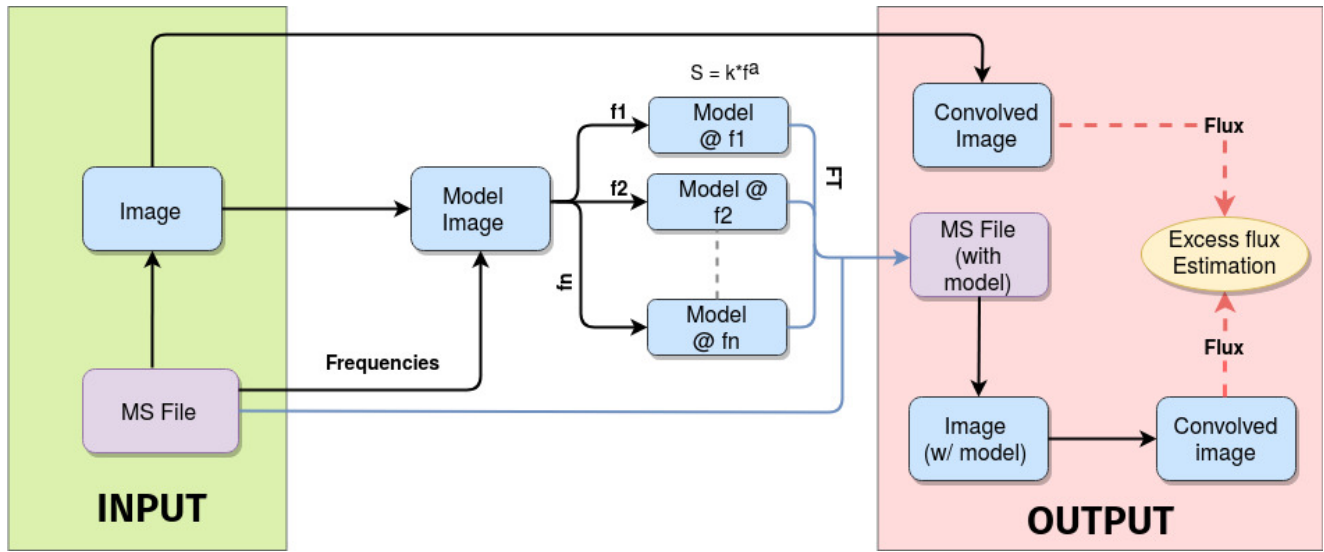 S = k*f^a
f1
Model
@ f1
FT
Convolved
Image
Flux
Image
Model
Image
f2
Model @
f2
MS File
(with
model)
Excess flux
Estimation
fn
Model
@ fn
Frequencies
Flux
MS File
Image
(w/ model)
Convolved
image
INPUT
OUTPUT